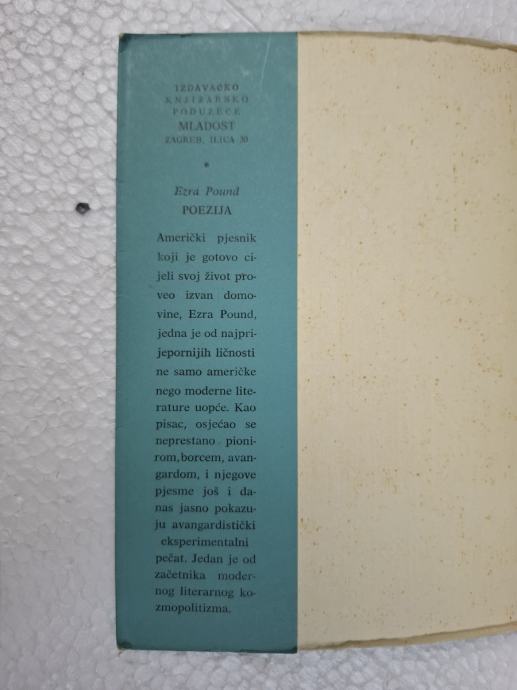 IZDAVAČKO
KNJIŽARSKO
PODUZEĆE
MLADOST
ZAGREB, ILICA 30
*
Ezra Pound
POEZIJA
Američki pjesnik
koji je gotovo ci-
jeli svoj život pro-
veo izvan domo-
vine, Ezra Pound,
jedna je od najpri-
jepornijih ličnosti
ne samo američke
nego moderne lite-
rature uopće. Kao
pisac, osjećao se
neprestano pioni-
rom,borcem, avan-
gardom, i njegove
pjesme još i da-
nas jasno pokazu-
ju avangardistički
eksperimentalni
pečat. Jedan je od
začetnika moder-
nog literarnog ko-
zmopolitizma.